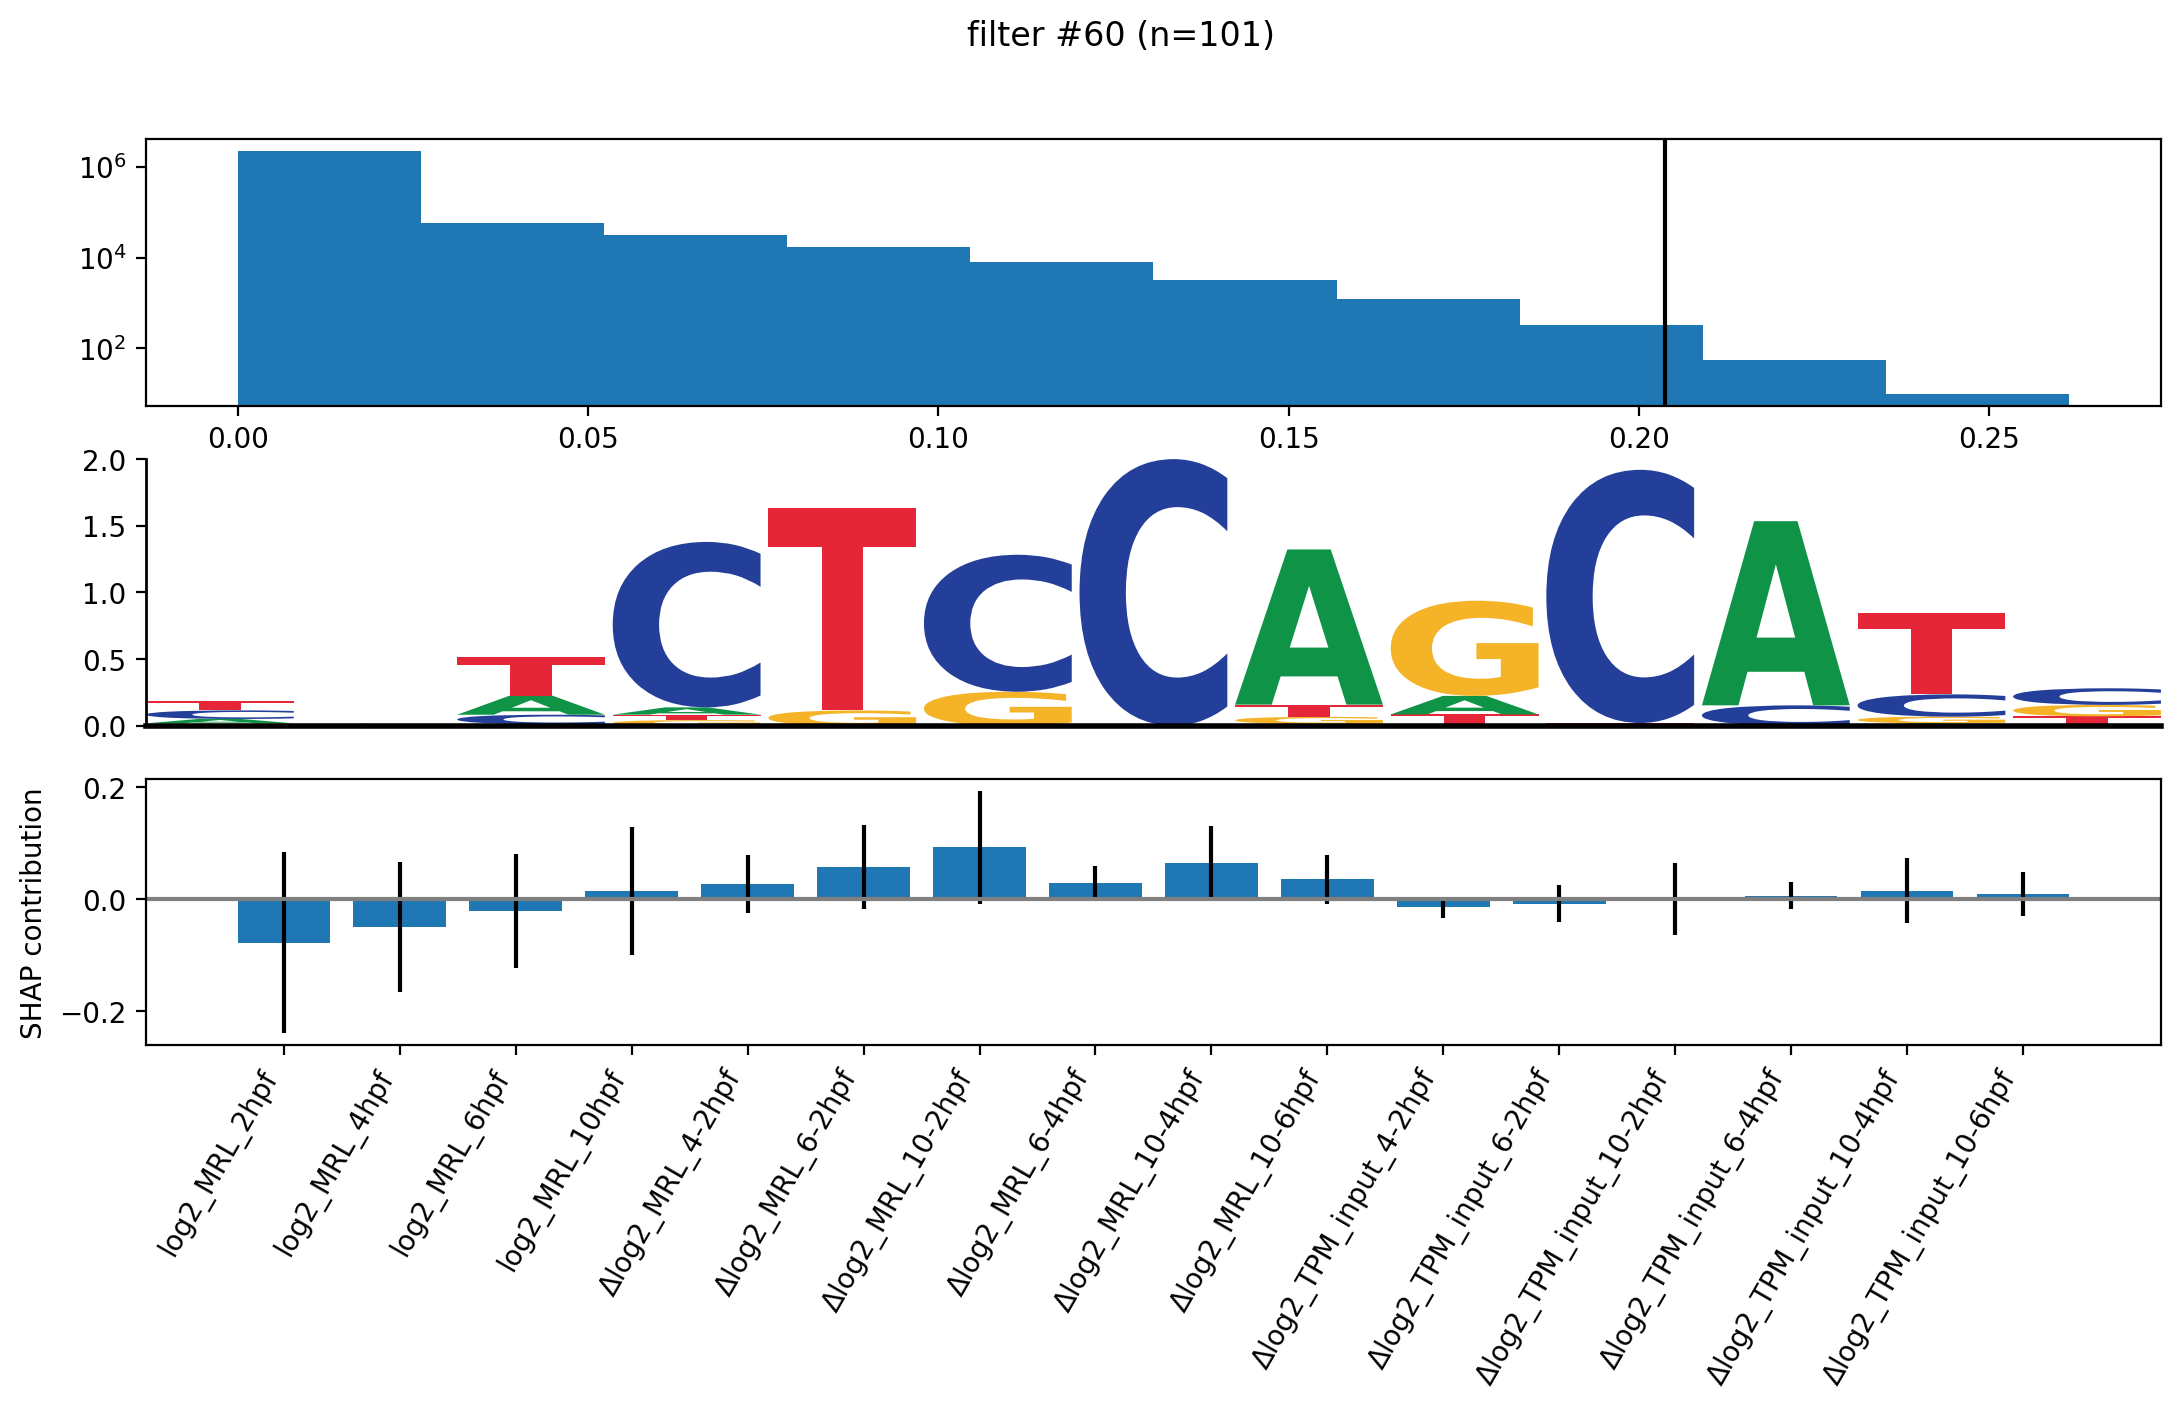 filter #60 (n=101)
10^6
10^4
10^2
0.00 0.05 0.10 0.15 0.20 0.25
2.0
1.5
1.0
0.5
0.0
T C A T A C C A T G T G C G C A T G G A T C A C T C G C G T
SHAP contribution
0.2
0.0
−0.2
log2_MRL_2hpf
log2_MRL_4hpf
log2_MRL_6hpf
log2_MRL_10hpf
Δlog2_MRL_4-2hpf
Δlog2_MRL_6-2hpf
Δlog2_MRL_10-2hpf
Δlog2_MRL_6-4hpf
Δlog2_MRL_10-4hpf
Δlog2_MRL_10-6hpf
Δlog2_TPM_input_4-2hpf
Δlog2_TPM_input_6-2hpf
Δlog2_TPM_input_10-2hpf
Δlog2_TPM_input_6-4hpf
Δlog2_TPM_input_10-4hpf
Δlog2_TPM_input_10-6hpf